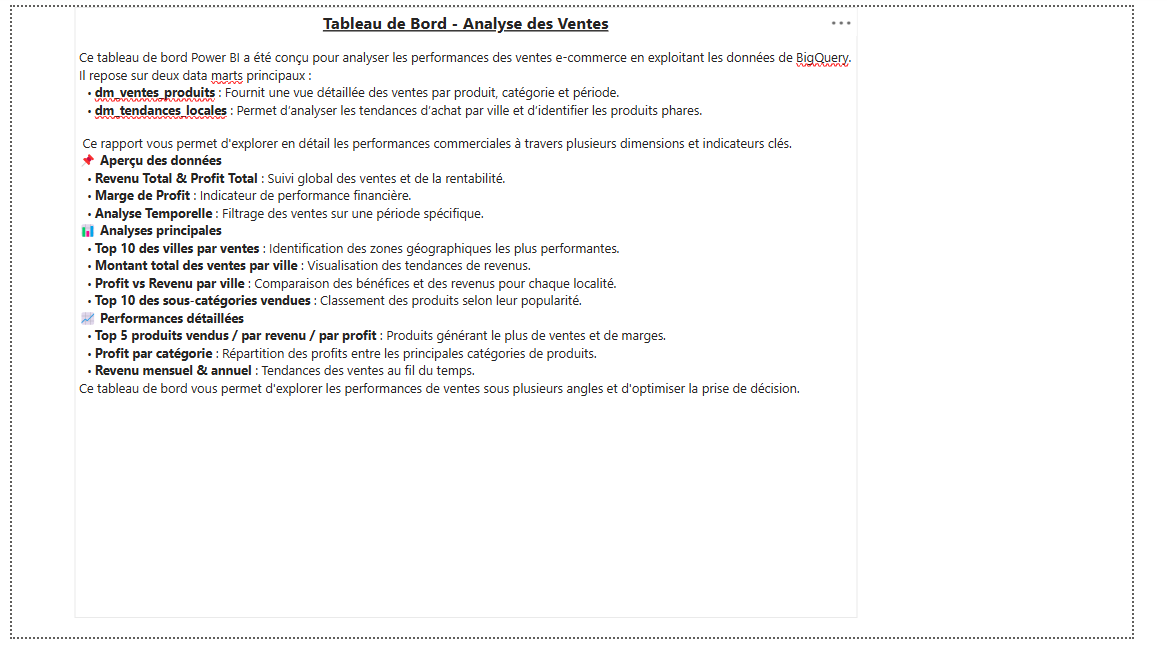 Tableau de Bord - Analyse des Ventes
Ce tableau de bord Power BI a été conçu pour analyser les performances des ventes e-commerce en exploitant les données de BigQuery.
Il repose sur deux data marts principaux :
• dm_ventes_produits : Fournit une vue détaillée des ventes par produit, catégorie et période.
• dm_tendances_locales : Permet d'analyser les tendances d'achat par ville et d'identifier les produits phares.
Ce rapport vous permet d'explorer en détail les performances commerciales à travers plusieurs dimensions et indicateurs clés.
📌 Aperçu des données
• Revenu Total & Profit Total : Suivi global des ventes et de la rentabilité.
• Marge de Profit : Indicateur de performance financière.
• Analyse Temporelle : Filtrage des ventes sur une période spécifique.
📊 Analyses principales
• Top 10 des villes par ventes : Identification des zones géographiques les plus performantes.
• Montant total des ventes par ville : Visualisation des tendances de revenus.
• Profit vs Revenu par ville : Comparaison des bénéfices et des revenus pour chaque localité.
• Top 10 des sous-catégories vendues : Classement des produits selon leur popularité.
📈 Performances détaillées
• Top 5 produits vendus / par revenu / par profit : Produits générant le plus de ventes et de marges.
• Profit par catégorie : Répartition des profits entre les principales catégories de produits.
• Revenu mensuel & annuel : Tendances des ventes au fil du temps.
Ce tableau de bord vous permet d'explorer les performances de ventes sous plusieurs angles et d'optimiser la prise de décision.